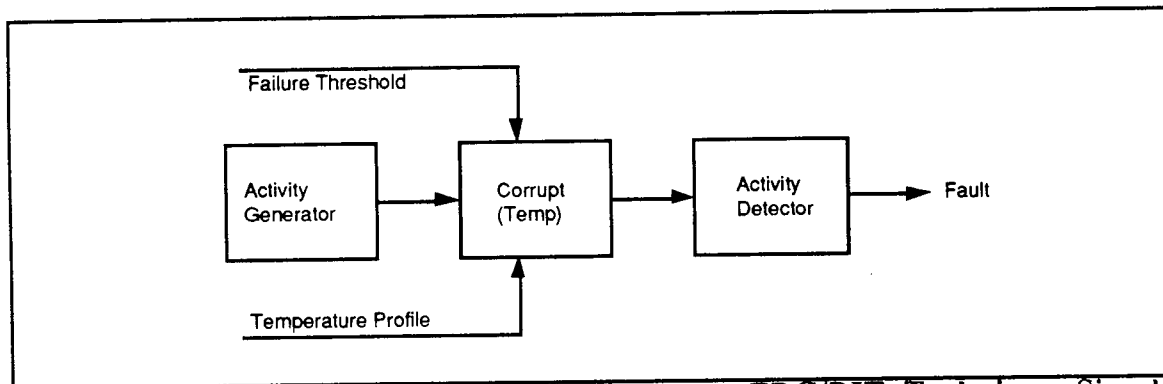 Failure Threshold
Activity
Generator
Corrupt
(Temp)
Activity
Detector
Fault
Temperature Profile